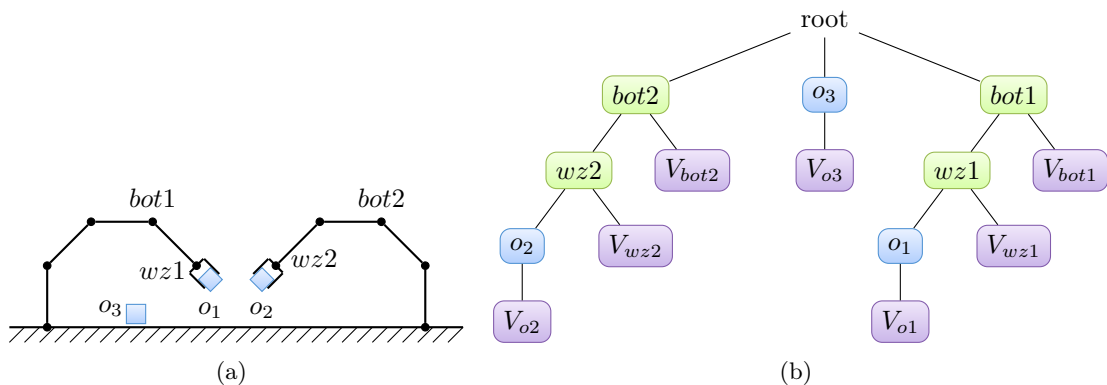 root
bot2 o3 bot1
wz2 Vbot2 Vo3 wz1 Vbot1
bot1 bot2
o2 Vwz2 o1 Vwz1
wz1 wz2
o3 o1 o2
Vo2 Vo1
(a) (b)